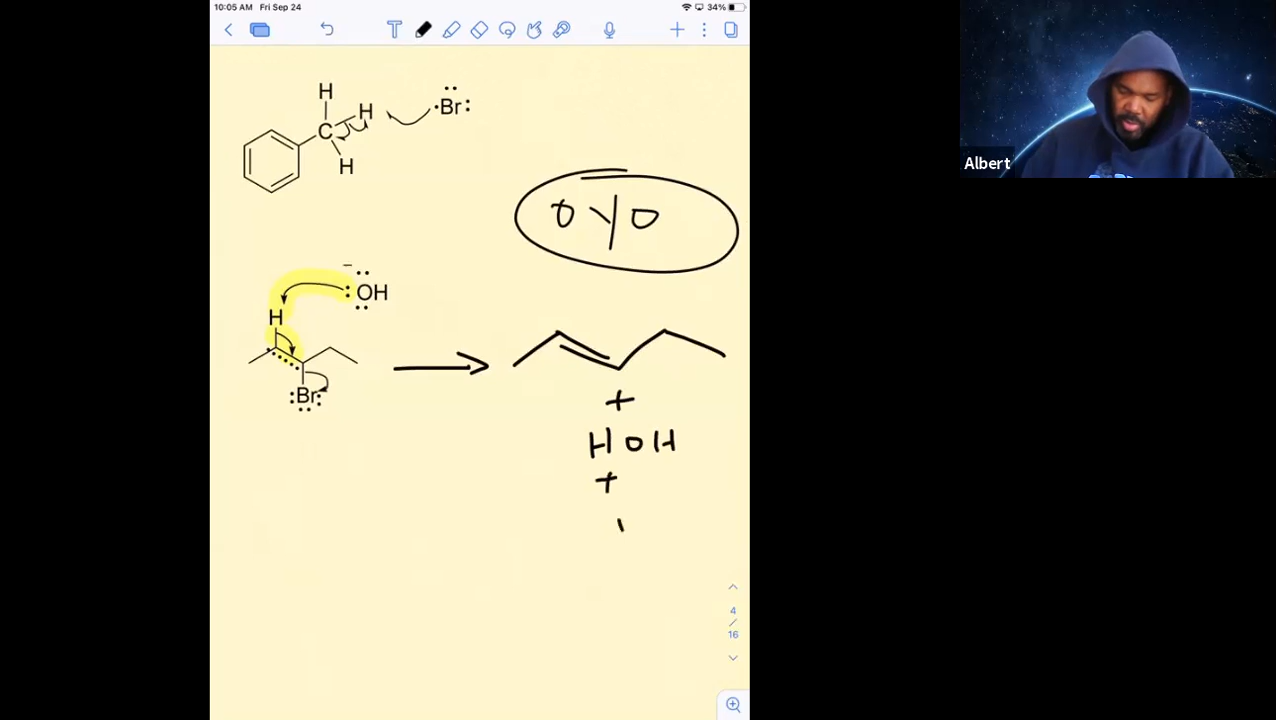 10:05 AM Fri Sep 24
34%
T
H
H
C
H
·Br:
OYO
:OH
H
:Br:
+
HOH
+
4
/
16
Albert